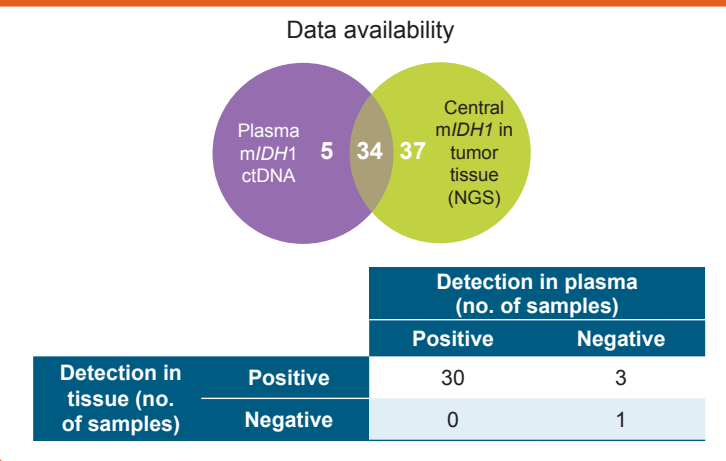 Data availability
Plasma
mIDH1
ctDNA
5
34
37
Central
mIDH1 in
tumor
tissue
(NGS)
Detection in plasma
(no. of samples)
Positive
Negative
Detection in
tissue (no.
of samples)
Positive
30
3
Negative
0
1